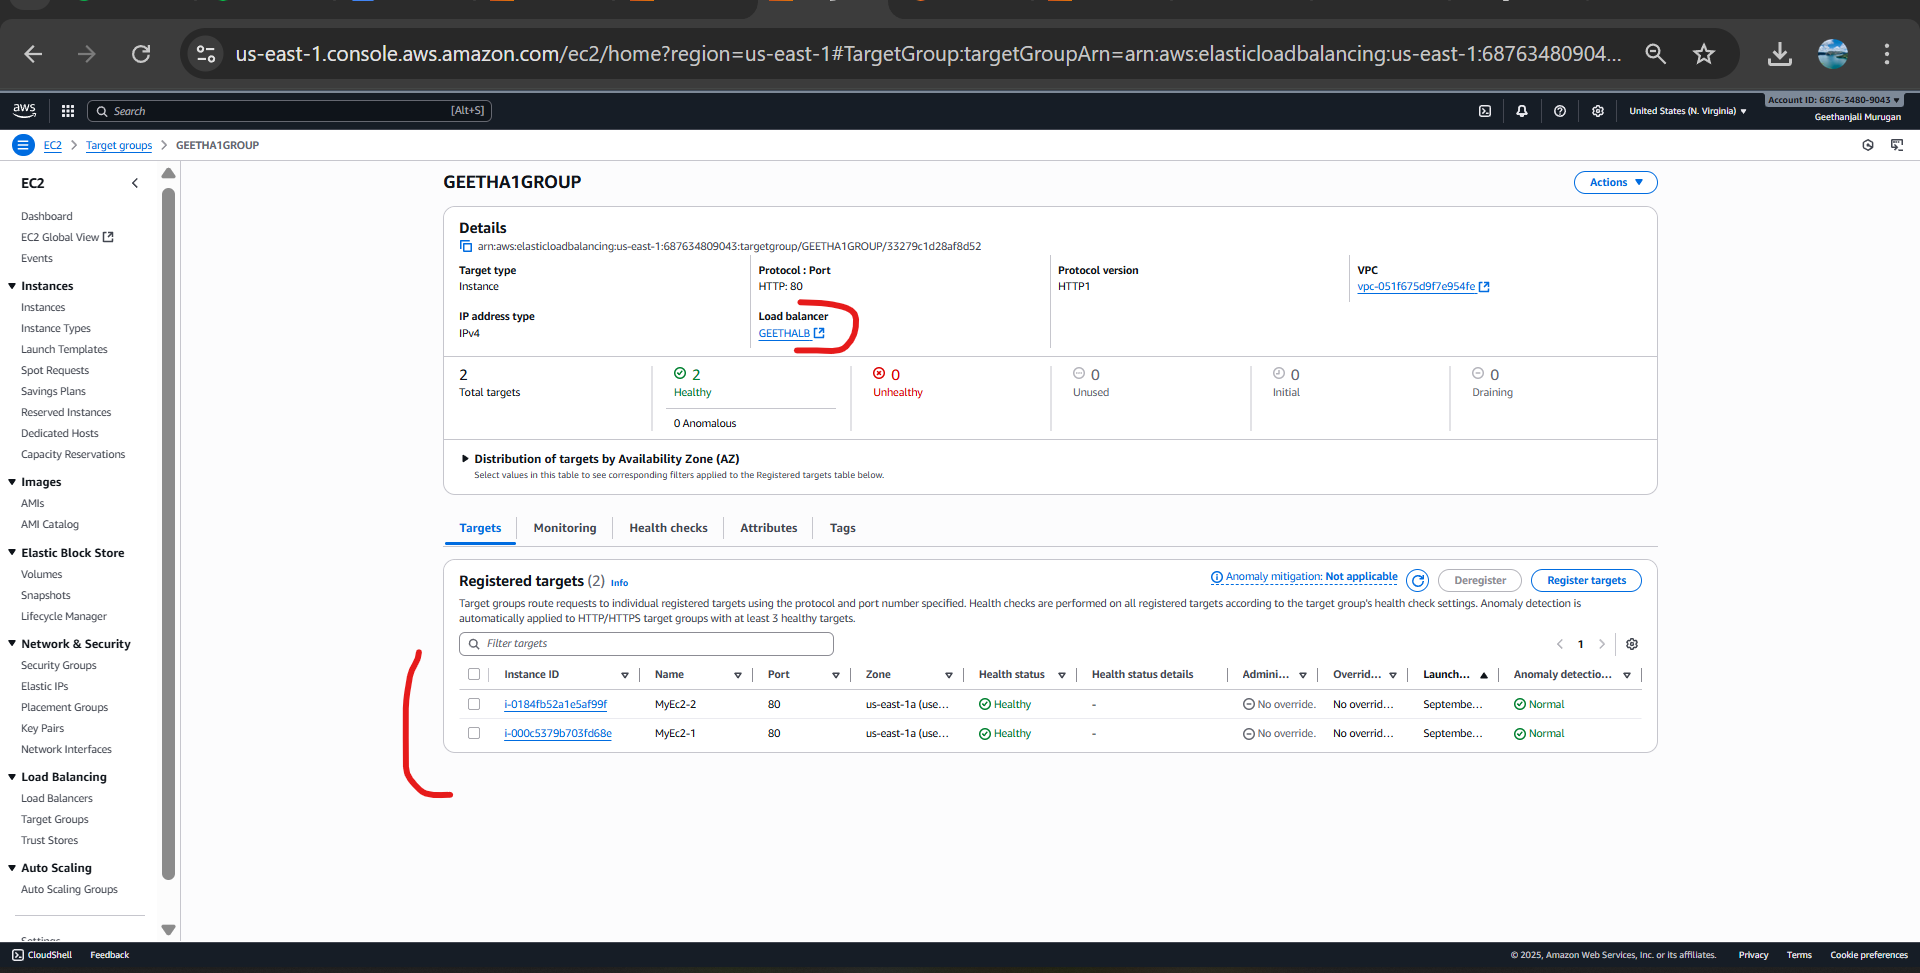 us-east-1.console.aws.amazon.com/ec2/home?region=us-east-1#TargetGroup:targetGroupArn=arn:aws:elasticloadbalancing:us-east-1:68763480904...
aws
Search
[Alt+S]
United States (N. Virginia)
Account ID: 6876-3480-9043
Geethanjali Murugan
EC2
Target groups
GEETHA1GROUP
EC2
Dashboard
EC2 Global View
Events
Instances
Instances
Instance Types
Launch Templates
Spot Requests
Savings Plans
Reserved Instances
Dedicated Hosts
Capacity Reservations
Images
AMIs
AMI Catalog
Elastic Block Store
Volumes
Snapshots
Lifecycle Manager
Network & Security
Security Groups
Elastic IPs
Placement Groups
Key Pairs
Network Interfaces
Load Balancing
Load Balancers
Target Groups
Trust Stores
Auto Scaling
Auto Scaling Groups
Settings
GEETHA1GROUP
Actions
Details
arn:aws:elasticloadbalancing:us-east-1:687634809043:targetgroup/GEETHA1GROUP/33279c1d28af8d52
Target type
Instance
Protocol : Port
HTTP: 80
Protocol version
HTTP1
VPC
vpc-051f675d9f7e954fe
IP address type
IPv4
Load balancer
GEETHALB
2
Total targets
2
Healthy
0 Anomalous
0
Unhealthy
0
Unused
0
Initial
0
Draining
Distribution of targets by Availability Zone (AZ)
Select values in this table to see corresponding filters applied to the Registered targets table below.
Targets
Monitoring
Health checks
Attributes
Tags
Registered targets (2) Info
Anomaly mitigation: Not applicable
Deregister
Register targets
Target groups route requests to individual registered targets using the protocol and port number specified. Health checks are performed on all registered targets according to the target group's health check settings. Anomaly detection is
automatically applied to HTTP/HTTPS target groups with at least 3 healthy targets.
Filter targets
1
Instance ID Name Port Zone Health status Health status details Admini... Overrid... Launch... Anomaly detectio...
i-0184fb52a1e5af99f MyEc2-2 80 us-east-1a (use... Healthy - No override. No overrid... Septembe... Normal
i-000c5379b703fd68e MyEc2-1 80 us-east-1a (use... Healthy - No override. No overrid... Septembe... Normal
CloudShell
Feedback
© 2025, Amazon Web Services, Inc. or its affiliates.
Privacy
Terms
Cookie preferences